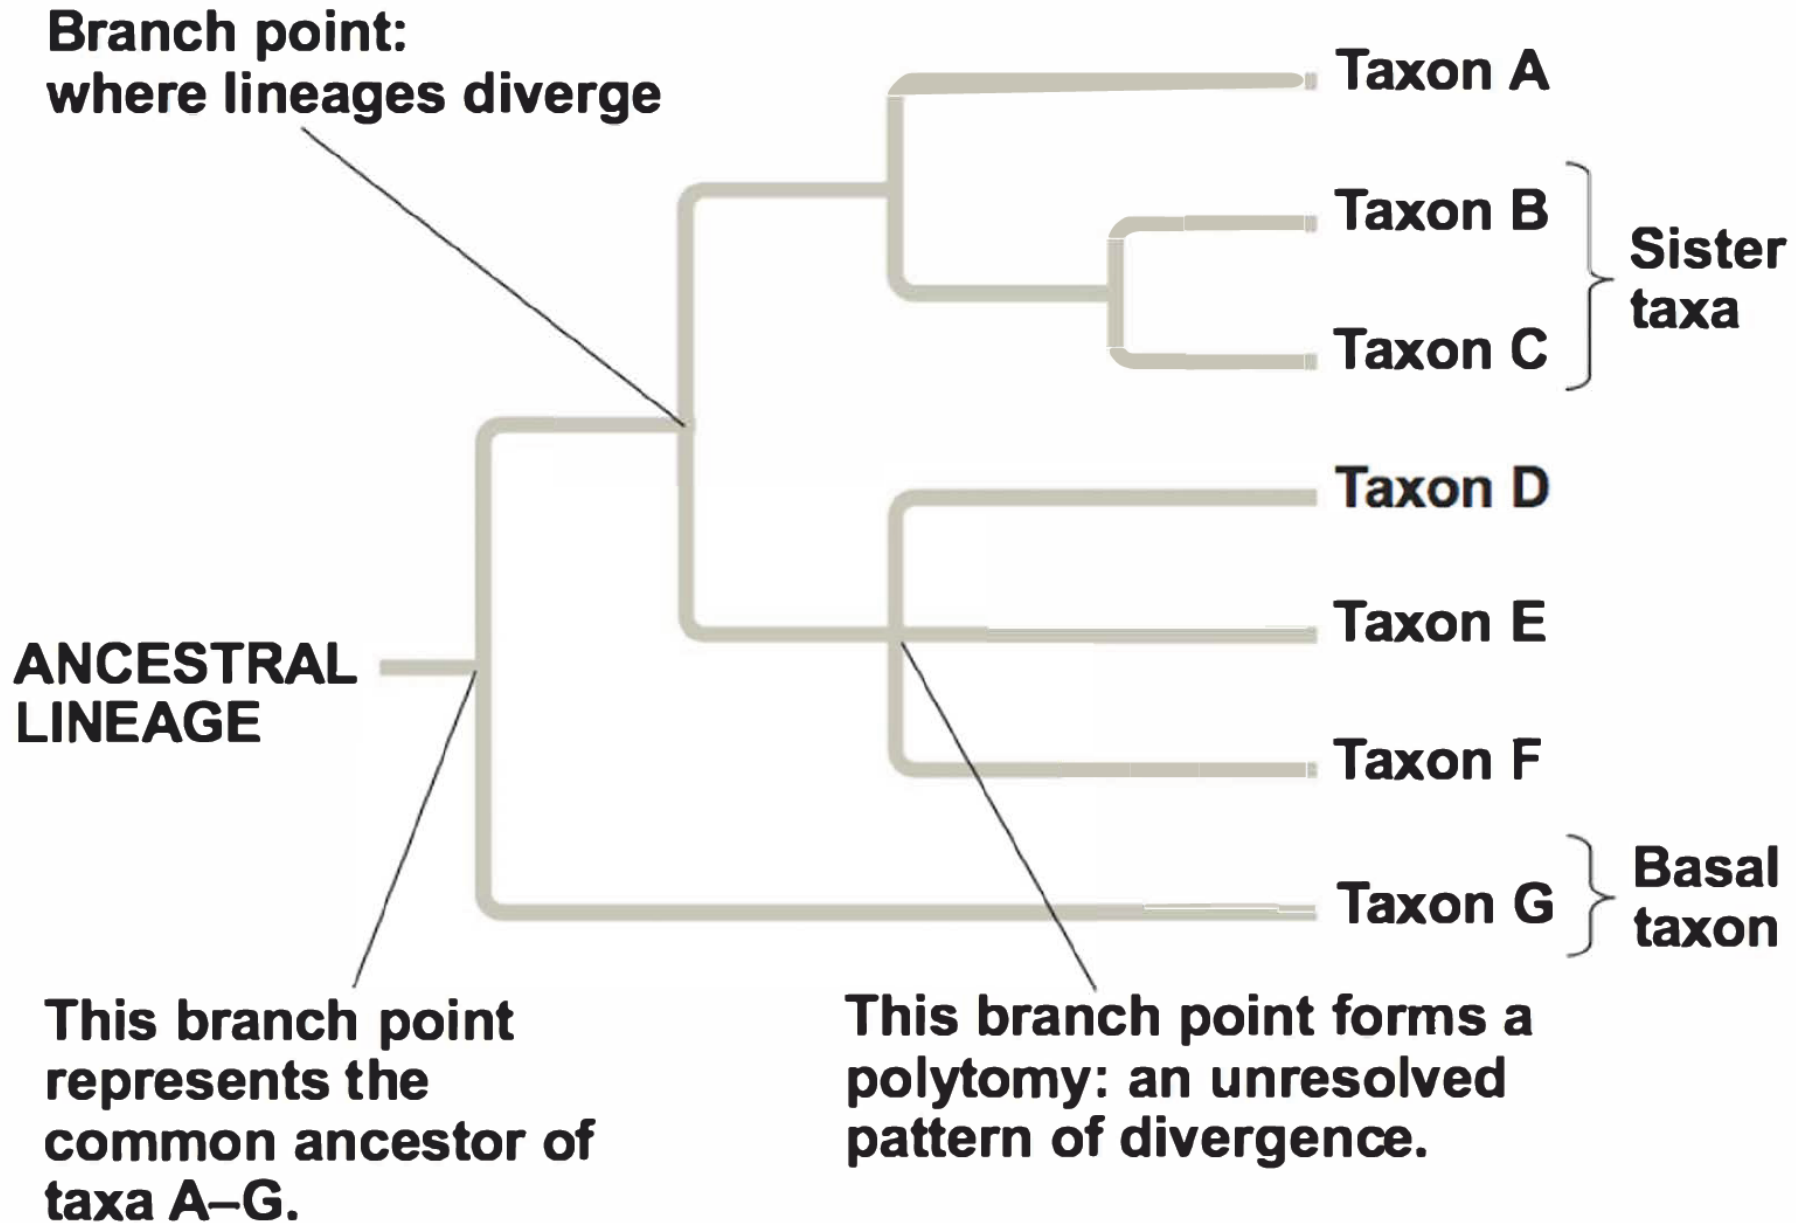 Branch point:
where lineages diverge
Taxon A
Taxon B
Sister
taxa
Taxon C
Taxon D
Taxon E
ANCESTRAL
LINEAGE
Taxon F
Taxon G
Basal
taxon
This branch point
represents the
common ancestor of
taxa A–G.
This branch point forms a
polytomy: an unresolved
pattern of divergence.